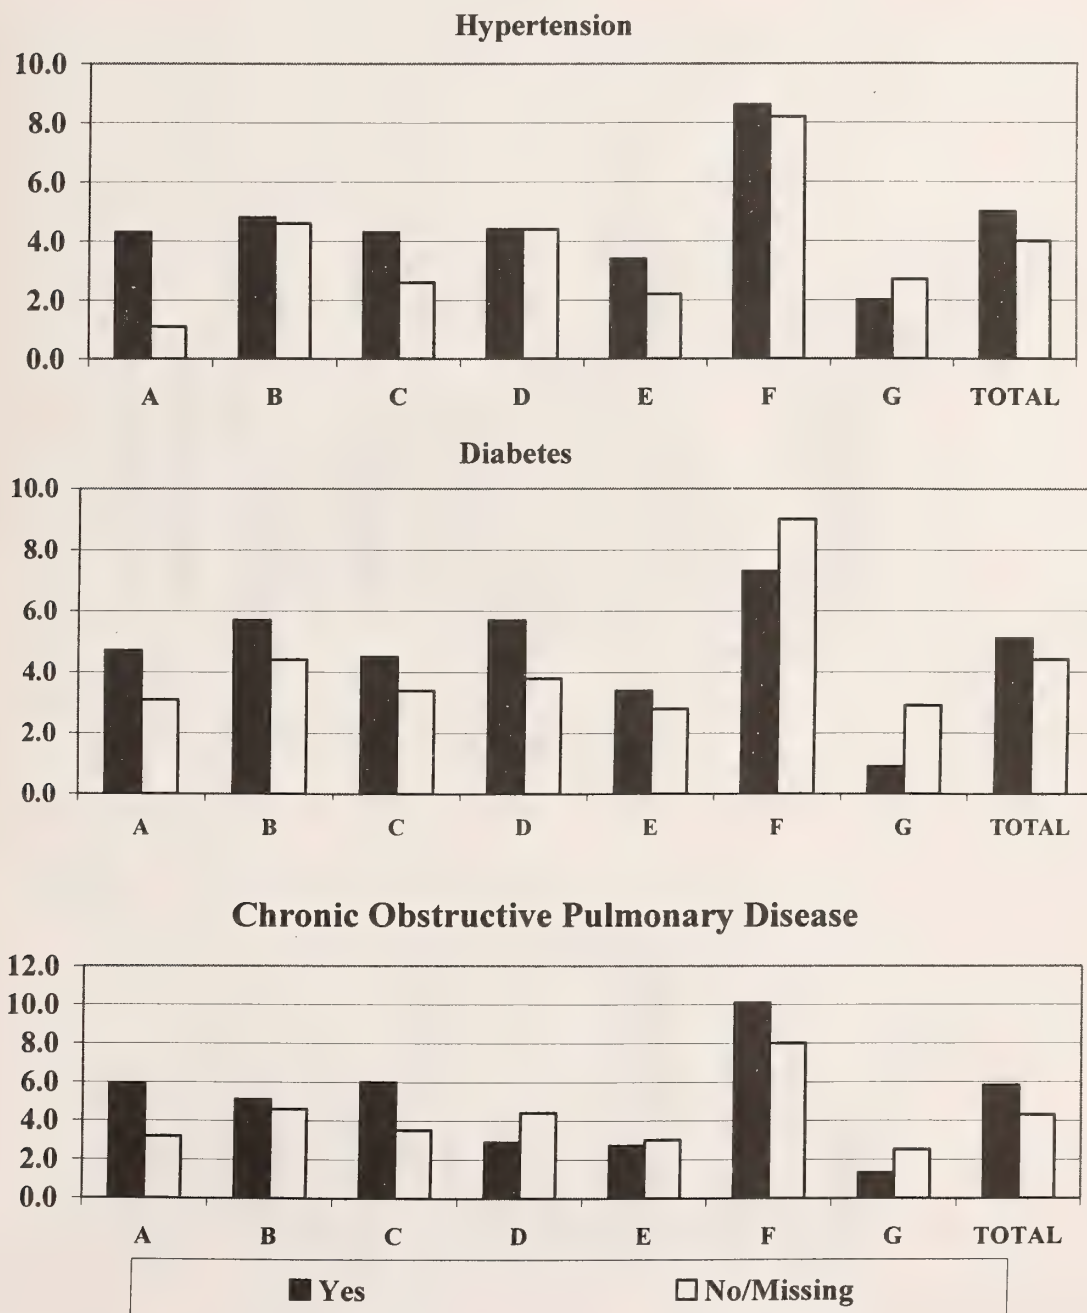 Hypertension
10.0
8.0
6.0
4.0
2.0
0.0
A B C D E F G TOTAL
Diabetes
10.0
8.0
6.0
4.0
2.0
0.0
A B C D E F G TOTAL
Chronic Obstructive Pulmonary Disease
12.0
10.0
8.0
6.0
4.0
2.0
0.0
A B C D E F G TOTAL
Yes No/Missing